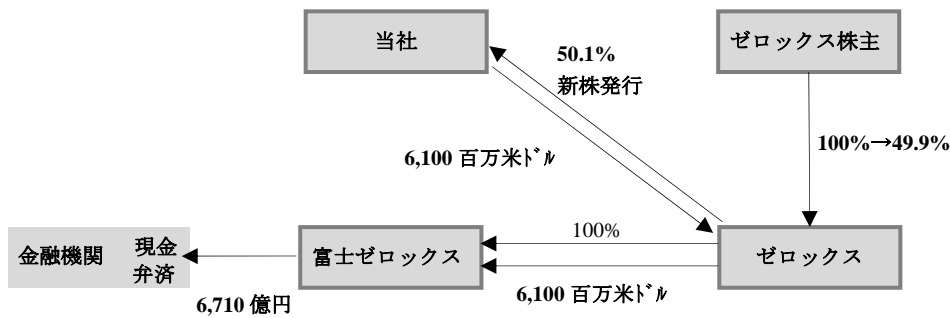 当社
ゼロックス株主
50.1%
新株発行
6,100 百万米ﾄﾞﾙ
100%→49.9%
金融機関
現金
弁済
富士ゼロックス
100%
ゼロックス
6,100 百万米ﾄﾞﾙ
6,710 億円